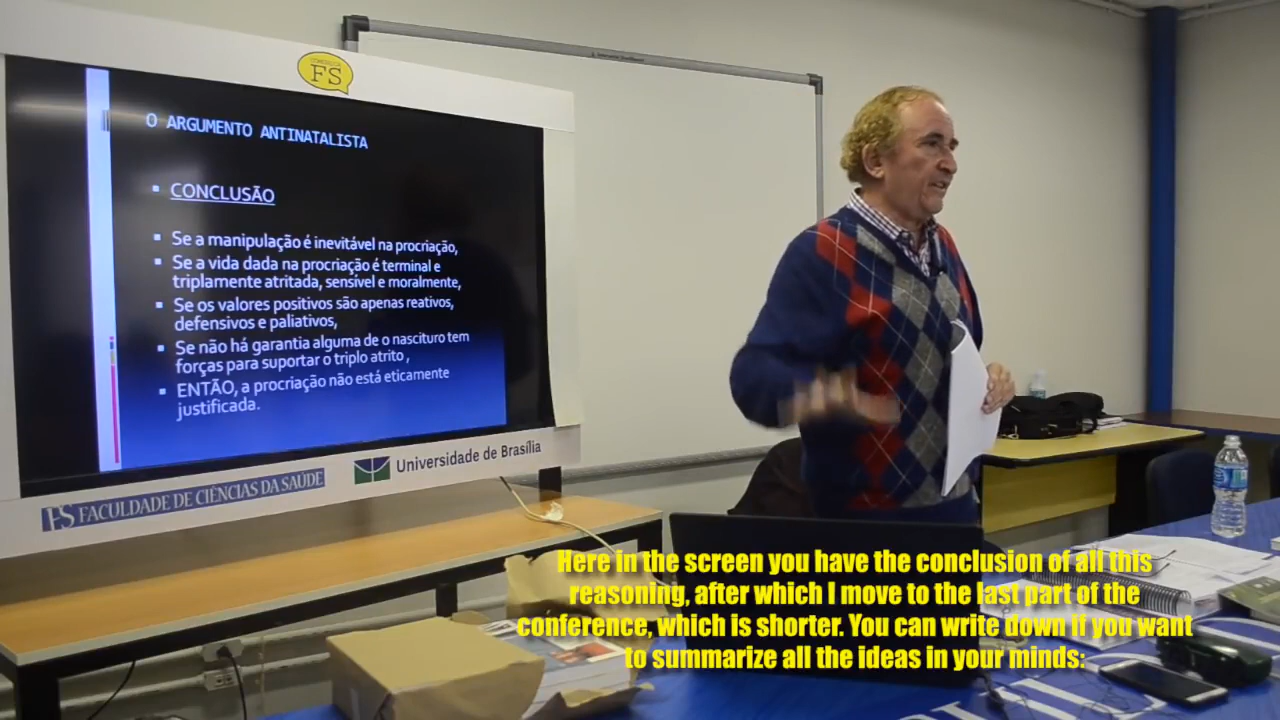 FS
O ARGUMENTO ANTINATALISTA
CONCLUSÃO
Se a manipulação é inevitável na procriação,
Se a vida dada na procriação é terminal e
triplamente atritada, sensível e moralmente,
Se os valores positivos são apenas reativos,
defensivos e paliativos,
Se não há garantia alguma de o nascituro tem
forças para suportar o triplo atrito ,
ENTÃO, a procriação não está eticamente
justificada.
FS FACULDADE DE CIÊNCIAS DA SAÚDE
Universidade de Brasília
Here in the screen you have the conclusion of all this
reasoning, after which I move to the last part of the
conference, which is shorter. You can write down if you want
to summarize all the ideas in your minds: